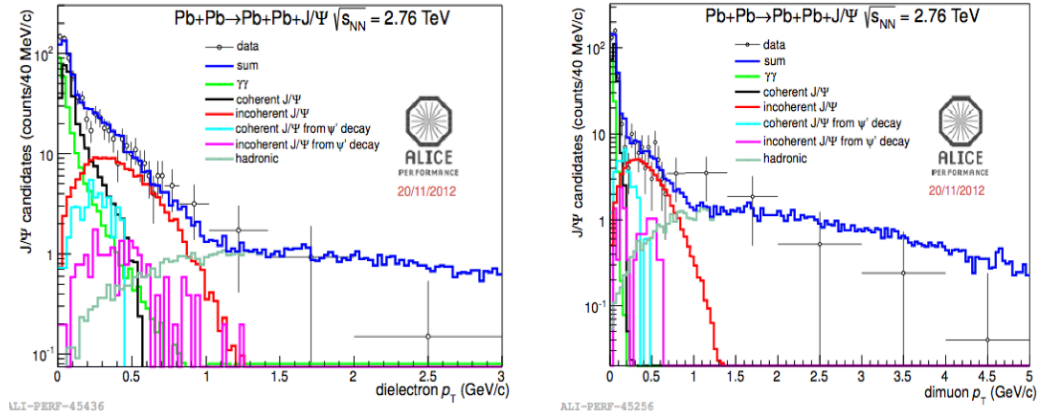 Pb+Pb→Pb+Pb+J/Ψ √sNN = 2.76 TeV
J/Ψ candidates (counts/40 MeV/c)
10²
10
1
10⁻¹
data
sum
γγ
coherent J/Ψ
incoherent J/Ψ
coherent J/Ψ from ψ' decay
incoherent J/Ψ from ψ' decay
hadronic
ALICE
PERFORMANCE
20/11/2012
0 0.5 1 1.5 2 2.5 3
dielectron pT (GeV/c)
ALI-PERF-45436
Pb+Pb→Pb+Pb+J/Ψ √sNN = 2.76 TeV
J/Ψ candidates (counts/40 MeV/c)
10²
10
1
10⁻¹
data
sum
γγ
coherent J/Ψ
incoherent J/Ψ
coherent J/Ψ from ψ' decay
incoherent J/Ψ from ψ' decay
hadronic
ALICE
PERFORMANCE
20/11/2012
0 0.5 1 1.5 2 2.5 3 3.5 4 4.5 5
dimuon pT (GeV/c)
ALI-PERF-45256